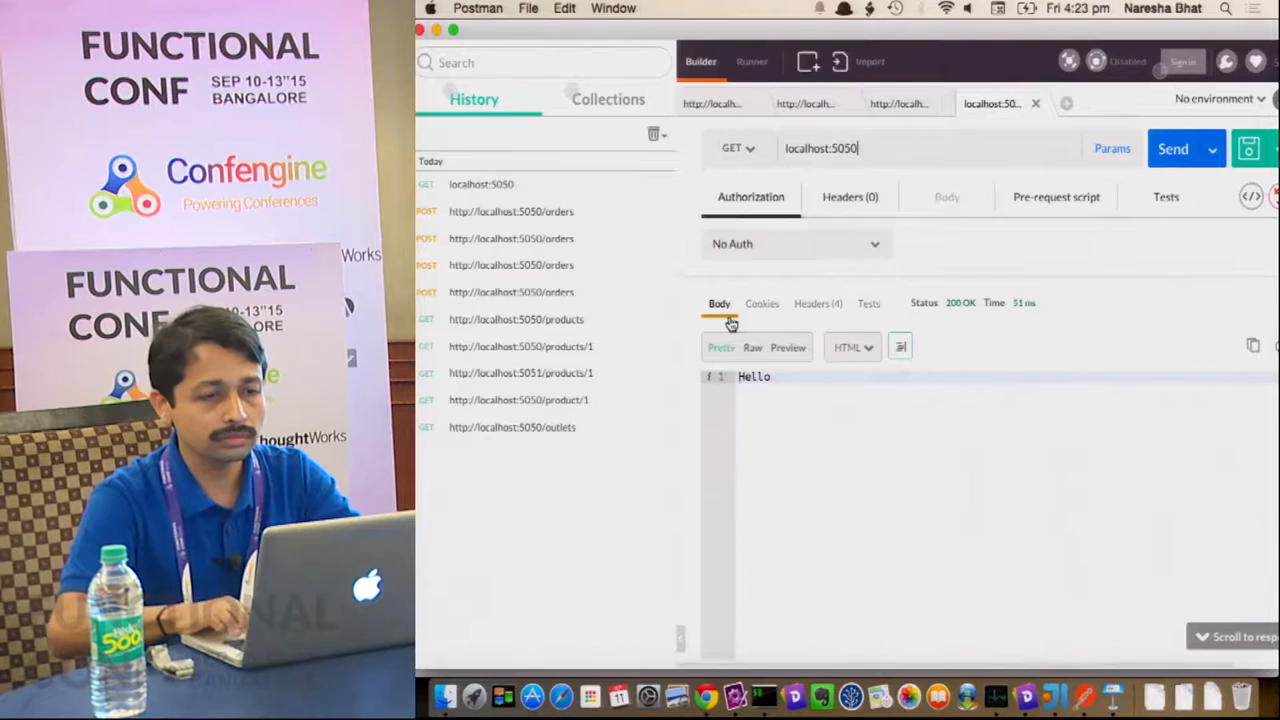 FUNCTIONAL
CONF
SEP 10-13"15
BANGALORE
Confengine
Powering Conferences
Works
FUNCTIONAL
CONF
houghtWorks
500
Postman File Edit Window
Fri 4:23 pm Naresha Bhat
Search
History Collections
Today
GET localhost:5050
POST http://localhost:5050/orders
POST http://localhost:5050/orders
POST http://localhost:5050/orders
POST http://localhost:5050/orders
GET http://localhost:5050/products
GET http://localhost:5050/products/1
GET http://localhost:5051/products/1
GET http://localhost:5050/product/1
GET http://localhost:5050/outlets
Builder Runner Import Disabled Sign in
http://localh... http://localh... http://localh... localhost:50... No environment
GET localhost:5050 Params Send
Authorization Headers (0) Body Pre-request script Tests
No Auth
Body Cookies Headers (4) Tests Status 200 OK Time 51 ms
Pretty Raw Preview HTML
1 Hello
Scroll to resp